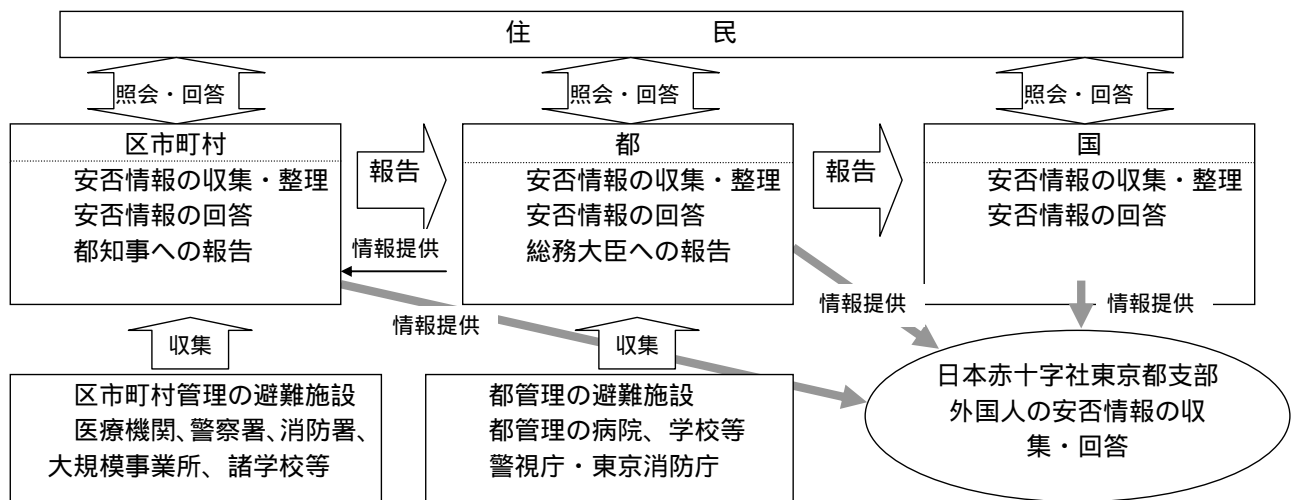 住　民
照会・回答
照会・回答
照会・回答
区市町村
安否情報の収集・整理
安否情報の回答
都知事への報告
報告
都
安否情報の収集・整理
安否情報の回答
総務大臣への報告
報告
国
安否情報の収集・整理
安否情報の回答
情報提供
情報提供
情報提供
情報提供
収集
収集
区市町村管理の避難施設
医療機関、警察署、消防署、
大規模事業所、諸学校等
都管理の避難施設
都管理の病院、学校等
警視庁・東京消防庁
日本赤十字社東京都支部
外国人の安否情報の収
集・回答